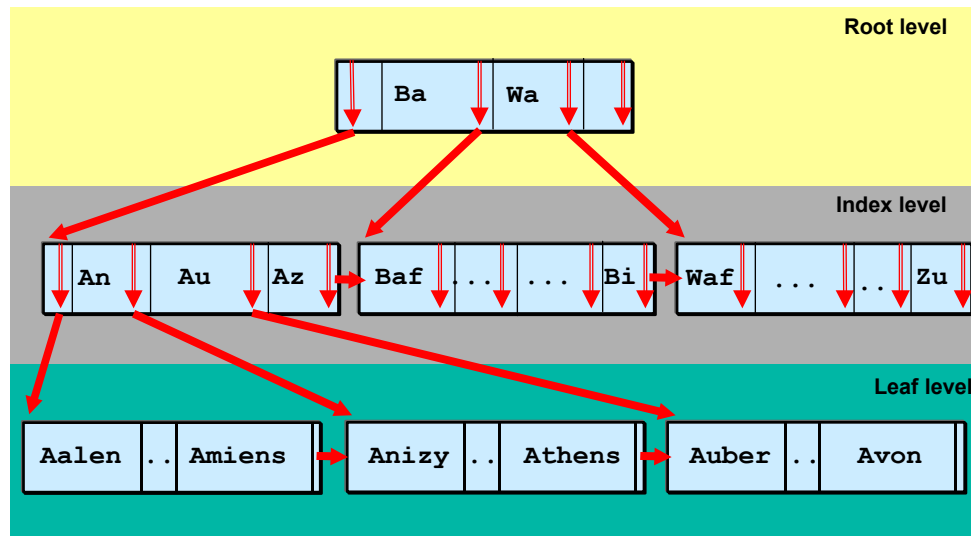 Root level
Ba Wa
Index level
An Au Az Baf ... ... Bi Waf ... .. Zu
Leaf level
Aalen .. Amiens Anizy .. Athens Auber .. Avon